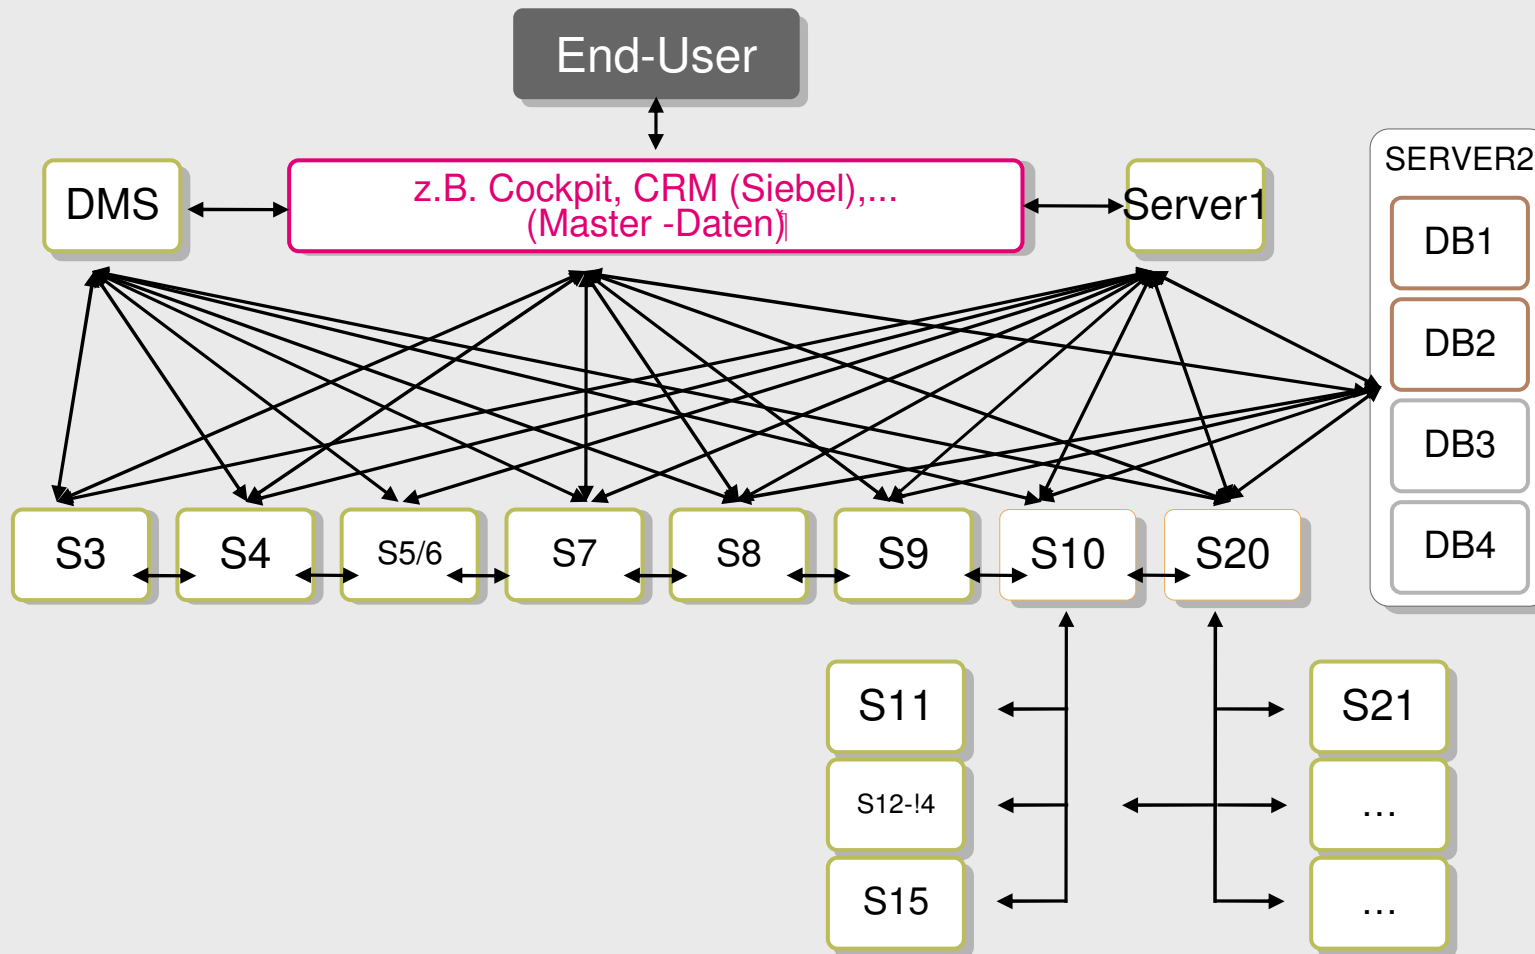 End-User
DMS
z.B. Cockpit, CRM (Siebel),...
(Master -Daten)
Server1
SERVER2
DB1
DB2
DB3
DB4
S3
S4
S5/6
S7
S8
S9
S10
S20
S11
S12-!4
S15
S21
...
...